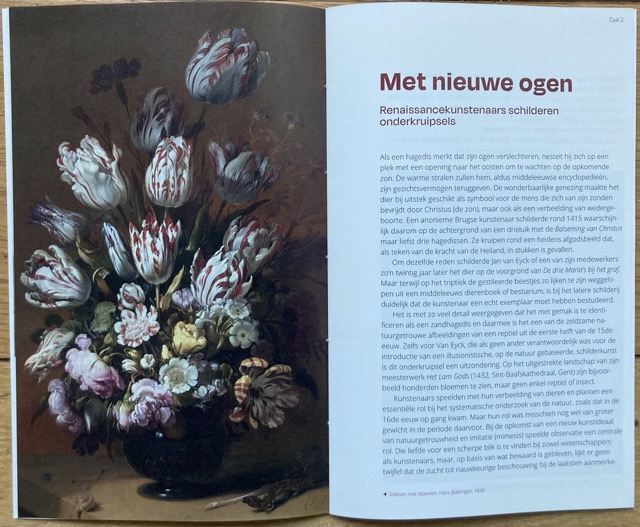 Zaal 2
Met nieuwe ogen
Renaissancekunstenaars schilderen
onderkruipsels
Als een hagedis merkt dat zijn ogen verslechteren, nestelt hij zich op een
plek met een opening naar het oosten om te wachten op de opkomende
zon. De warme stralen zullen hem, aldus middeleeuwse encyclopedieën,
zijn gezichtsvermogen teruggeven. De wonderbaarlijke genezing maakte het
dier bij uitstek geschikt als symbool voor de mens die zich van zijn zonden
bevrijdt door Christus (de zon), maar ook als een verbeelding van wederge-
boorte. Een anonieme Brugse kunstenaar schilderde rond 1415 waarschijn-
lijk daarom op de achtergrond van een drieluik met de Balseming van Christus
maar liefst drie hagedissen. Ze kruipen rond een heidens afgodsbeeld dat,
als teken van de kracht van de Heiland, in stukken is gevallen.
Om dezelfde reden schilderde Jan van Eyck of een van zijn medewerkers
zo'n twintig jaar later het dier op de voorgrond van De drie Maria's bij het graf.
Maar terwijl op het triptiek de gestileerde beestjes zo lijken te zijn weggelo-
pen uit een middeleeuws dierenboek of bestiarium, is bij het latere schilderij
duidelijk dat de kunstenaar een echt exemplaar moet hebben bestudeerd.
Het is met zo veel detail weergegeven dat het met gemak is te identi-
ficeren als een zandhagedis en daarmee is het een van de zeldzame na-
tuurgetrouwe afbeeldingen van een reptiel uit de eerste helft van de 15de
eeuw. Zelfs voor Van Eyck, die als geen ander verantwoordelijk was voor de
introductie van een illusionistische, op de natuur gebaseerde, schilderkunst
is dit onderkruipsel een uitzondering. Op het uitgestrekte landschap van zijn
meesterwerk Het Lam Gods (1432, Sint-Baafskathedraal, Gent) zijn bijvoor-
beeld honderden bloemen te zien, maar geen enkel reptiel of insect.
Kunstenaars speelden met hun verbeelding van dieren en planten een
essentiële rol bij het systematische onderzoek van de natuur, zoals dat in de
16de eeuw op gang kwam. Maar hun rol was misschien nog wel van groter
gewicht in de periode daarvoor. Bij de opkomst van een nieuw kunstideaal
van natuurgetrouwheid en imitatie (mimesis) speelde observatie een centrale
rol. Die liefde voor een scherpe blik is te vinden bij zowel wetenschappers
als kunstenaars, maar, op basis van wat bewaard is gebleven, lijkt er geen
twijfel dat de zucht tot nauwkeurige beschouwing bij de laatsten aanmerke-
◄ Stilleven met bloemen, Hans Bollongier, 1639